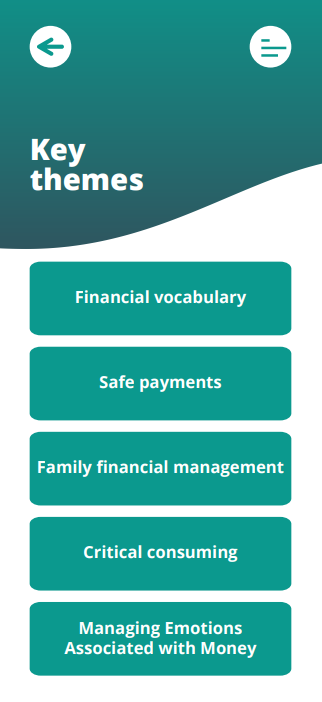 Key
themes
Financial vocabulary
Safe payments
Family financial management
Critical consuming
Managing Emotions
Associated with Money